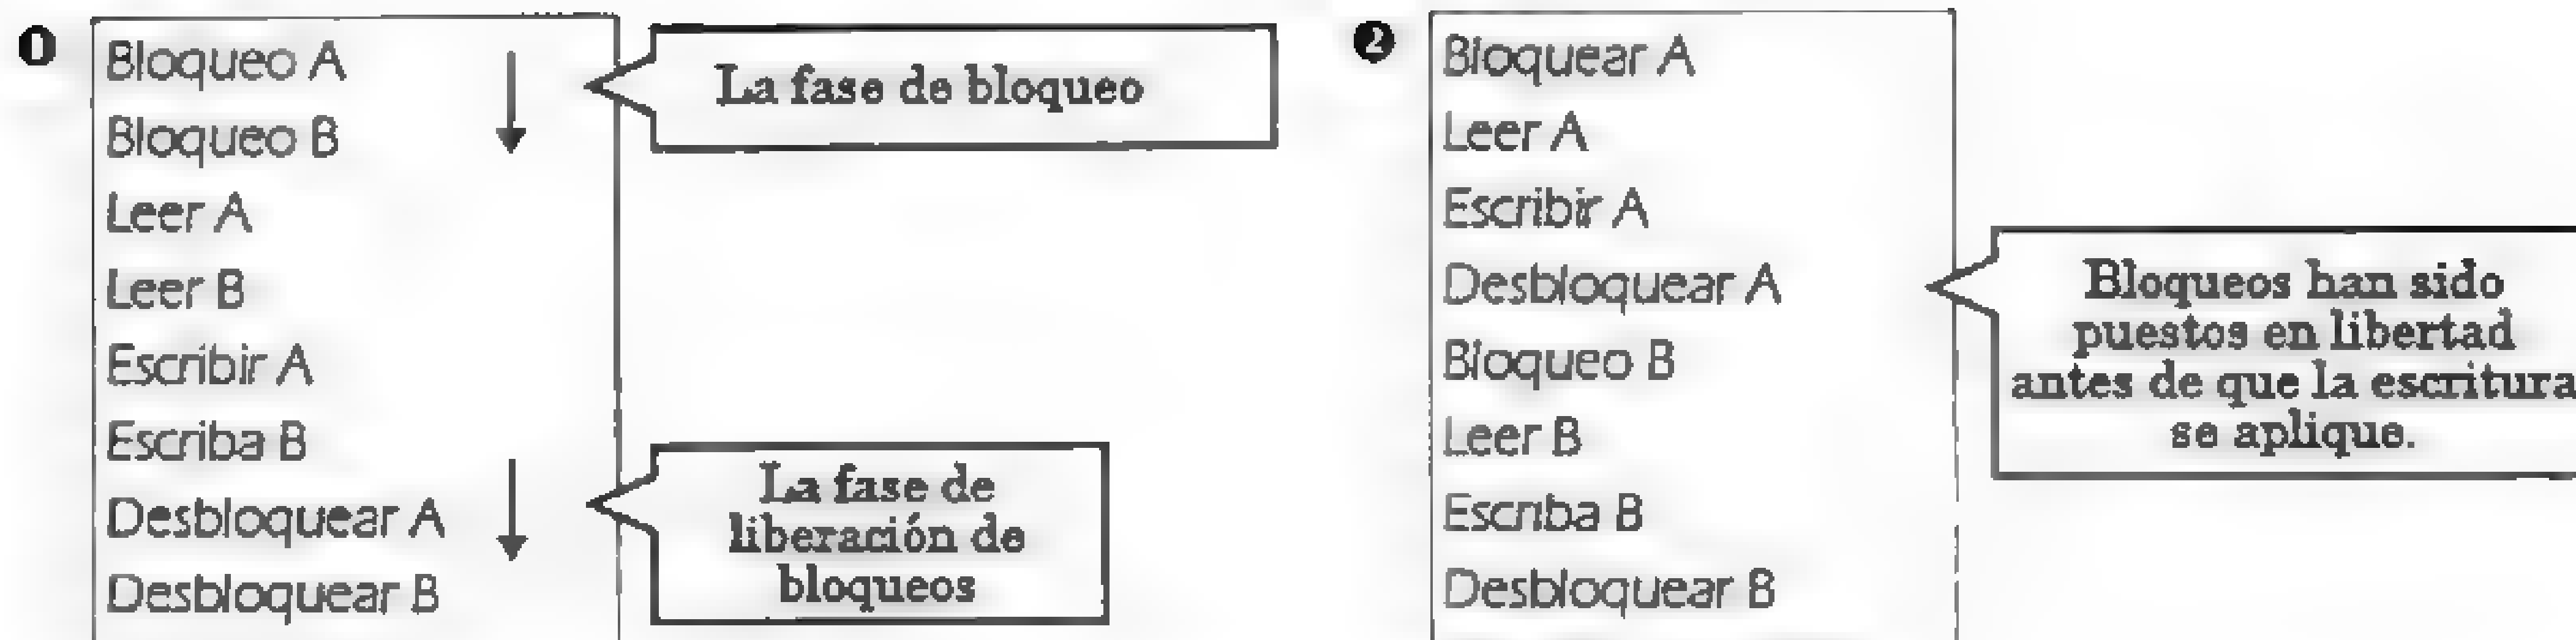 1
Bloqueo A
Bloqueo B
Leer A
Leer B
Escribir A
Escriba B
Desbloquear A
Desbloquear B
La fase de bloqueo
La fase de
liberación de
bloqueos
2
Bloquear A
Leer A
Escribir A
Desbloquear A
Bloqueo B
Leer B
Escriba B
Desbloquear B
Bloqueos han sido
puestos en libertad
antes de que la escritura
se aplique.